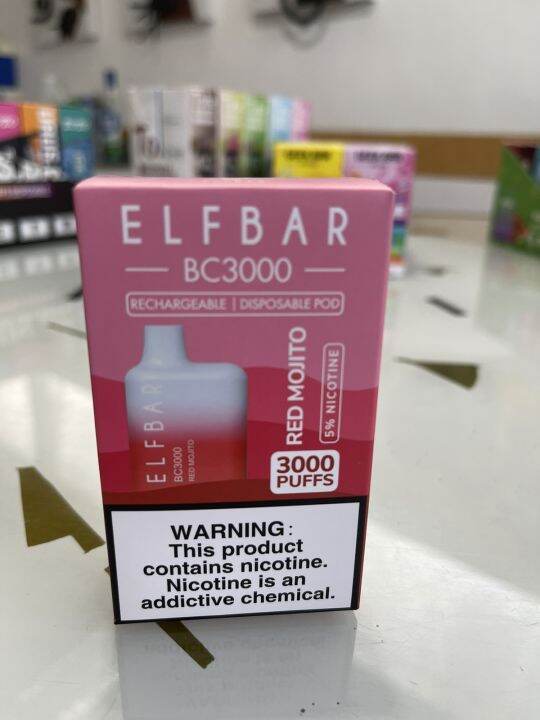 ELFBAR
BC3000
RECHARGEABLE | DISPOSABLE POD
ELFBAR
BC3000
RED MOJITO
RED MOJITO
5% NICOTINE
3000
PUFFS
WARNING:
This product
contains nicotine.
Nicotine is an
addictive chemical.